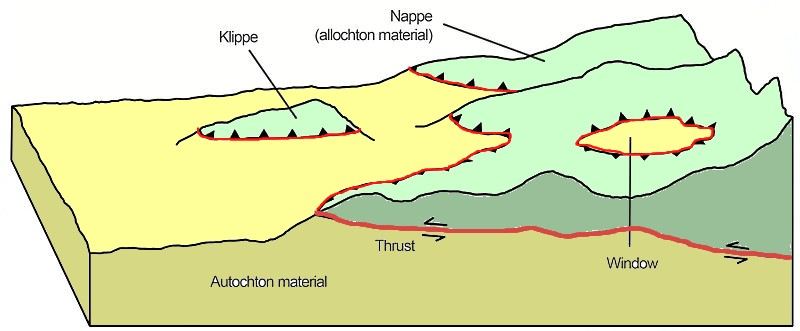 Nappe
(allochton material)
Klippe
Thrust
Window
Autochton material